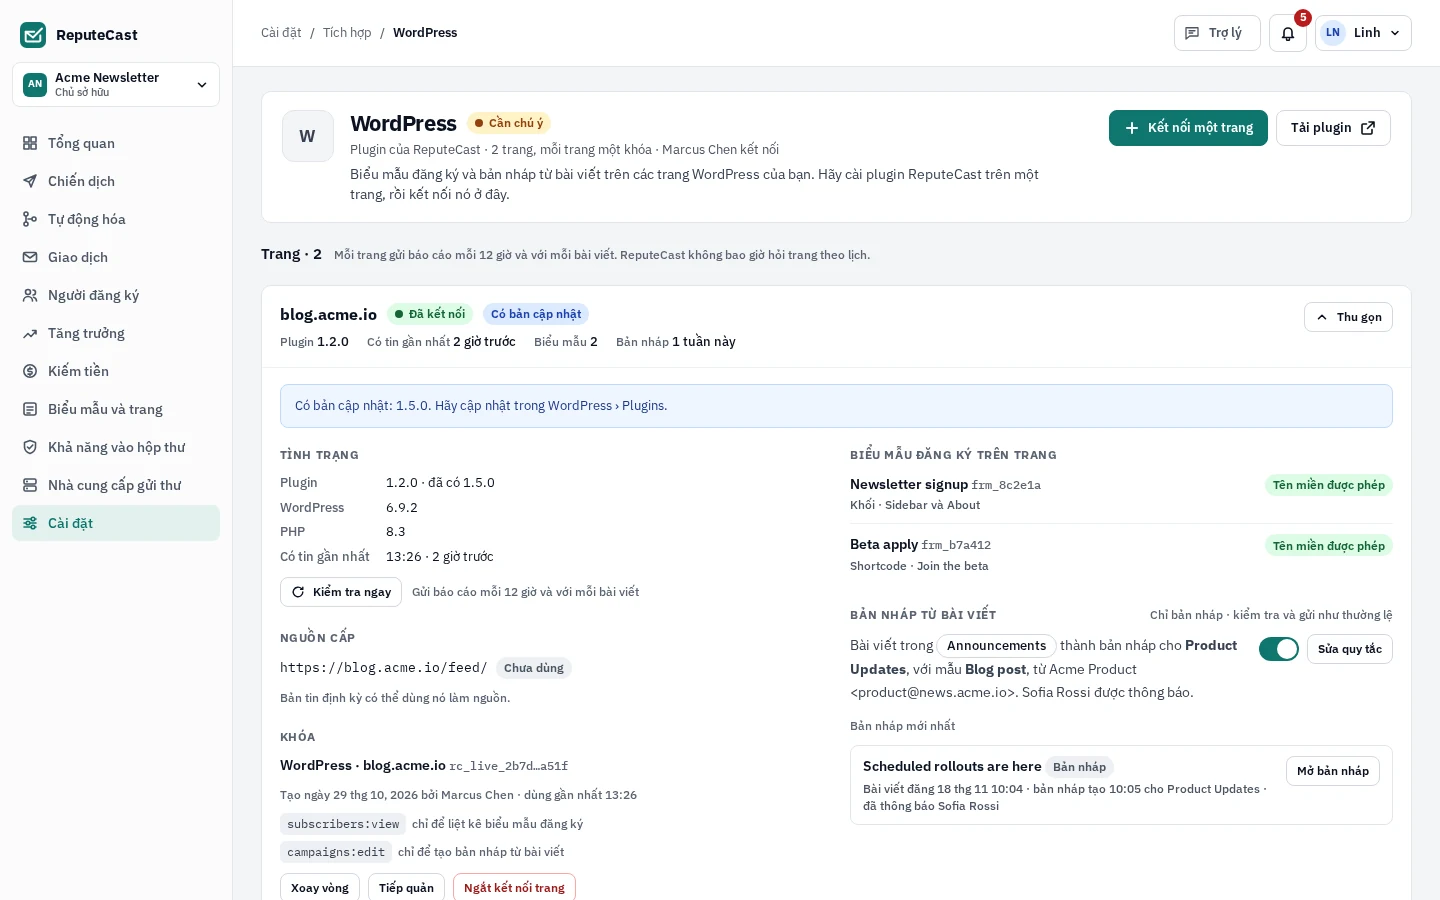 ReputeCast
AN
Acme Newsletter
Chủ sở hữu
Tổng quan
Chiến dịch
Tự động hóa
Giao dịch
Người đăng ký
Tăng trưởng
Kiếm tiền
Biểu mẫu và trang
Khả năng vào hộp thư
Nhà cung cấp gửi thư
Cài đặt
Cài đặt / Tích hợp / WordPress
Trợ lý
5
LN
Linh
W
WordPress
Cần chú ý
Plugin của ReputeCast · 2 trang, mỗi trang một khóa · Marcus Chen kết nối
Biểu mẫu đăng ký và bản nháp từ bài viết trên các trang WordPress của bạn. Hãy cài plugin ReputeCast trên một
trang, rồi kết nối nó ở đây.
Kết nối một trang
Tải plugin
Trang · 2
Mỗi trang gửi báo cáo mỗi 12 giờ và với mỗi bài viết. ReputeCast không bao giờ hỏi trang theo lịch.
blog.acme.io
Đã kết nối
Có bản cập nhật
Thu gọn
Plugin 1.2.0
Có tin gần nhất 2 giờ trước
Biểu mẫu 2
Bản nháp 1 tuần này
Có bản cập nhật: 1.5.0. Hãy cập nhật trong WordPress › Plugins.
TÌNH TRẠNG
Plugin 1.2.0 · đã có 1.5.0
WordPress 6.9.2
PHP 8.3
Có tin gần nhất 13:26 · 2 giờ trước
Kiểm tra ngay
Gửi báo cáo mỗi 12 giờ và với mỗi bài viết
NGUỒN CẤP
https://blog.acme.io/feed/
Chưa dùng
Bản tin định kỳ có thể dùng nó làm nguồn.
KHÓA
WordPress · blog.acme.io rc_live_2b7d…a51f
Tạo ngày 29 thg 10, 2026 bởi Marcus Chen · dùng gần nhất 13:26
subscribers:view chỉ để liệt kê biểu mẫu đăng ký
campaigns:edit chỉ để tạo bản nháp từ bài viết
Xoay vòng
Tiếp quản
Ngắt kết nối trang
BIỂU MẪU ĐĂNG KÝ TRÊN TRANG
Newsletter signup frm_8c2e1a
Tên miền được phép
Khối · Sidebar và About
Beta apply frm_b7a412
Tên miền được phép
Shortcode · Join the beta
BẢN NHÁP TỪ BÀI VIẾT
Chỉ bản nháp · kiểm tra và gửi như thường lệ
Bài viết trong Announcements thành bản nháp cho Product
Updates, với mẫu Blog post, từ Acme Product
<product@news.acme.io>. Sofia Rossi được thông báo.
Sửa quy tắc
Bản nháp mới nhất
Scheduled rollouts are here
Bản nháp
Bài viết đăng 18 thg 11 10:04 · bản nháp tạo 10:05 cho Product Updates ·
đã thông báo Sofia Rossi
Mở bản nháp